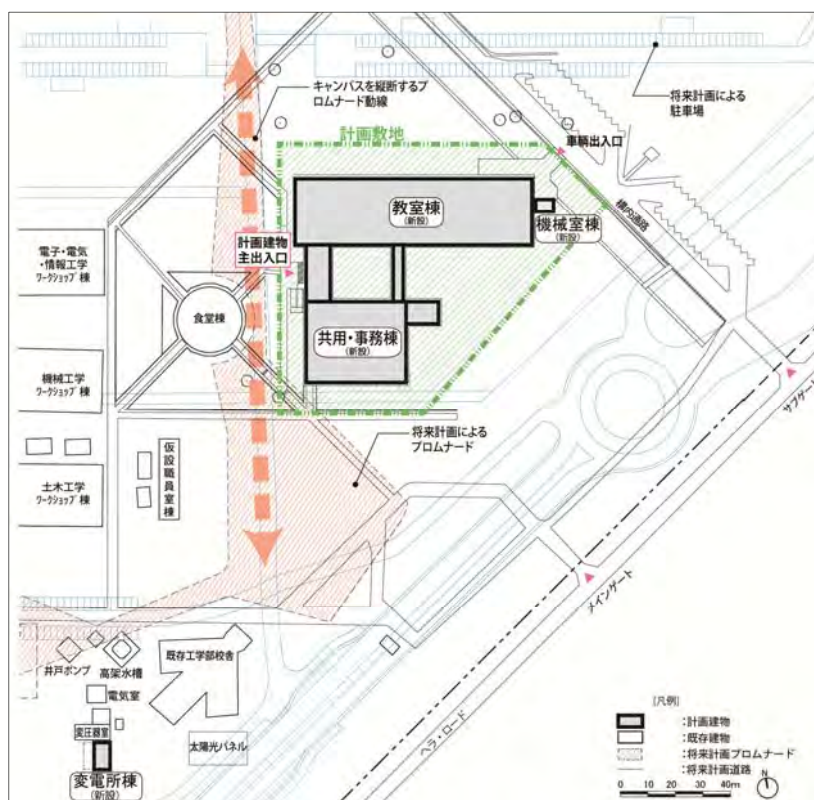 キャンパスを縦断する
プロムナード動線
将来計画による
駐車場
計画敷地
車輌出入口
教室棟
(新設)
機械室棟
(新設)
構内通路
計画建物
主出入口
電子・電気
・情報工学
ワークショップ棟
食堂棟
共用・事務棟
(新設)
機械工学
ワークショップ棟
サブゲート
将来計画による
プロムナード
仮設職員室棟
土木工学
ワークショップ棟
メインゲート
井戸ポンプ
高架水槽
既存工学部校舎
電気室
変圧器室
太陽光パネル
ヘラ・ロード
変電所棟
(新設)
[凡例]
:計画建物
:既存建物
:将来計画プロムナード
:将来計画道路
0 10 20 30 40m
N